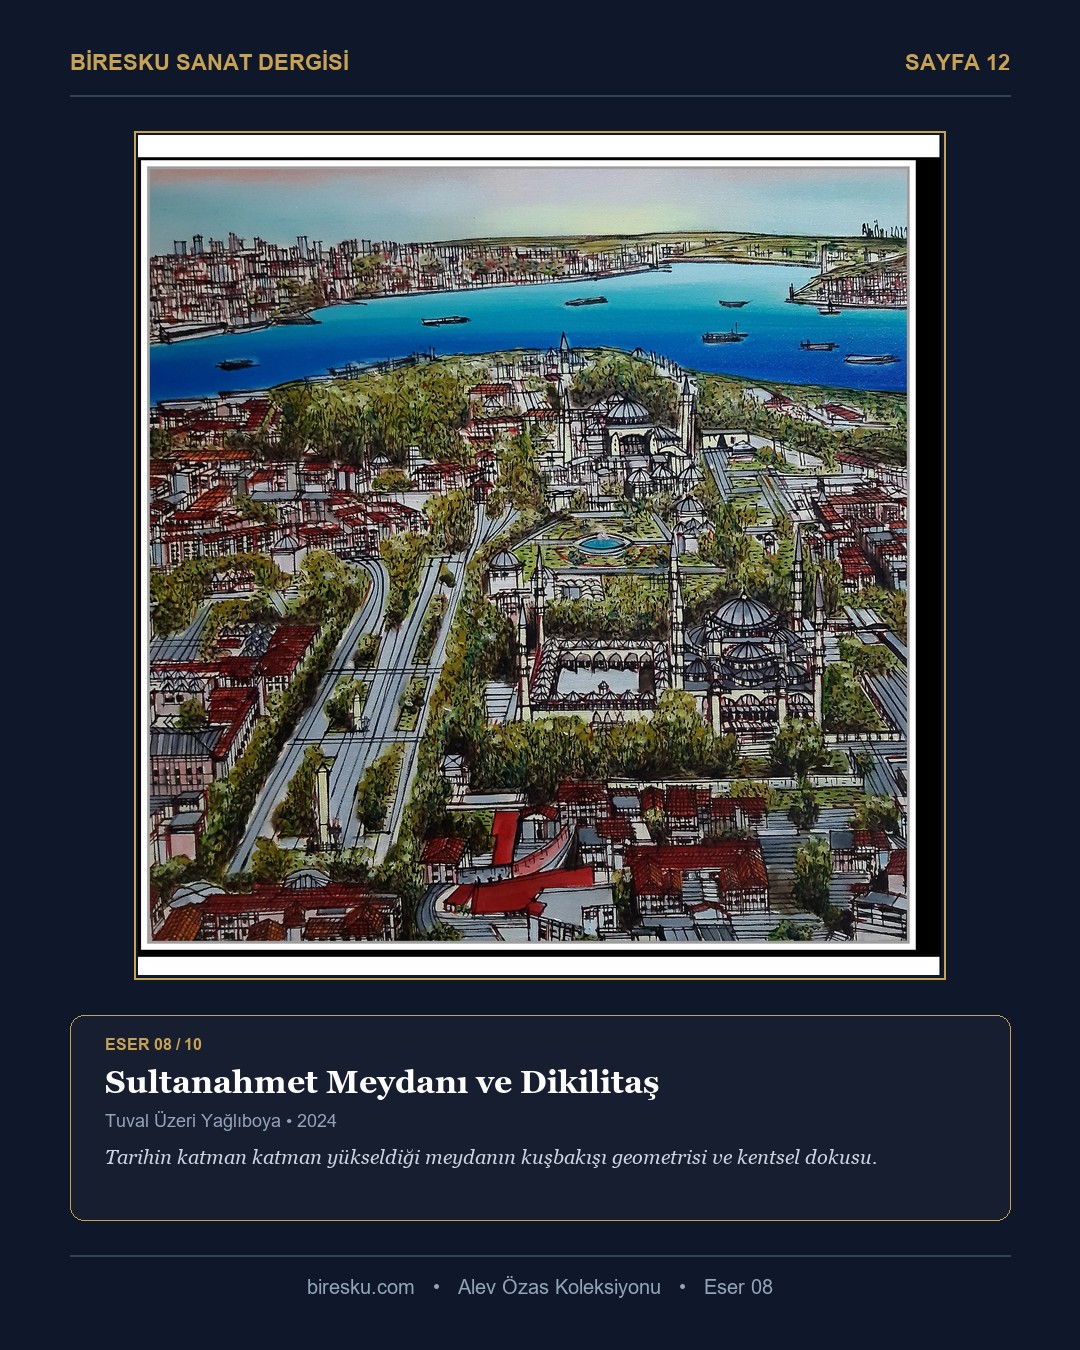 BİRESKU SANAT DERGİSİ
SAYFA 12
ESER 08 / 10
Sultanahmet Meydanı ve Dikilitaş
Tuval Üzeri Yağlıboya • 2024
Tarihin katman katman yükseldiği meydanın kuşbakışı geometrisi ve kentsel dokusu.
biresku.com • Alev Özas Koleksiyonu • Eser 08